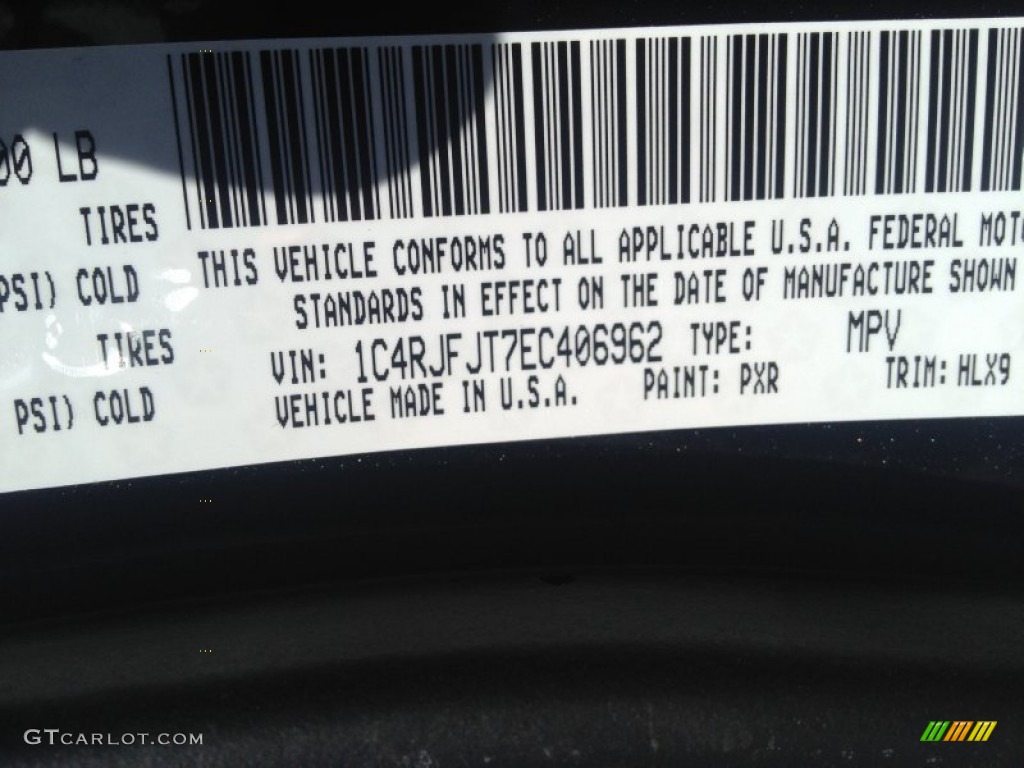 00 LB
TIRES
PSI) COLD
TIRES
PSI) COLD
THIS VEHICLE CONFORMS TO ALL APPLICABLE U.S.A. FEDERAL MOTO
STANDARDS IN EFFECT ON THE DATE OF MANUFACTURE SHOWN
VIN: 1C4RJFJT7EC406962 TYPE: MPV
VEHICLE MADE IN U.S.A. PAINT: PXR TRIM: HLX9
GTCARLOT.COM